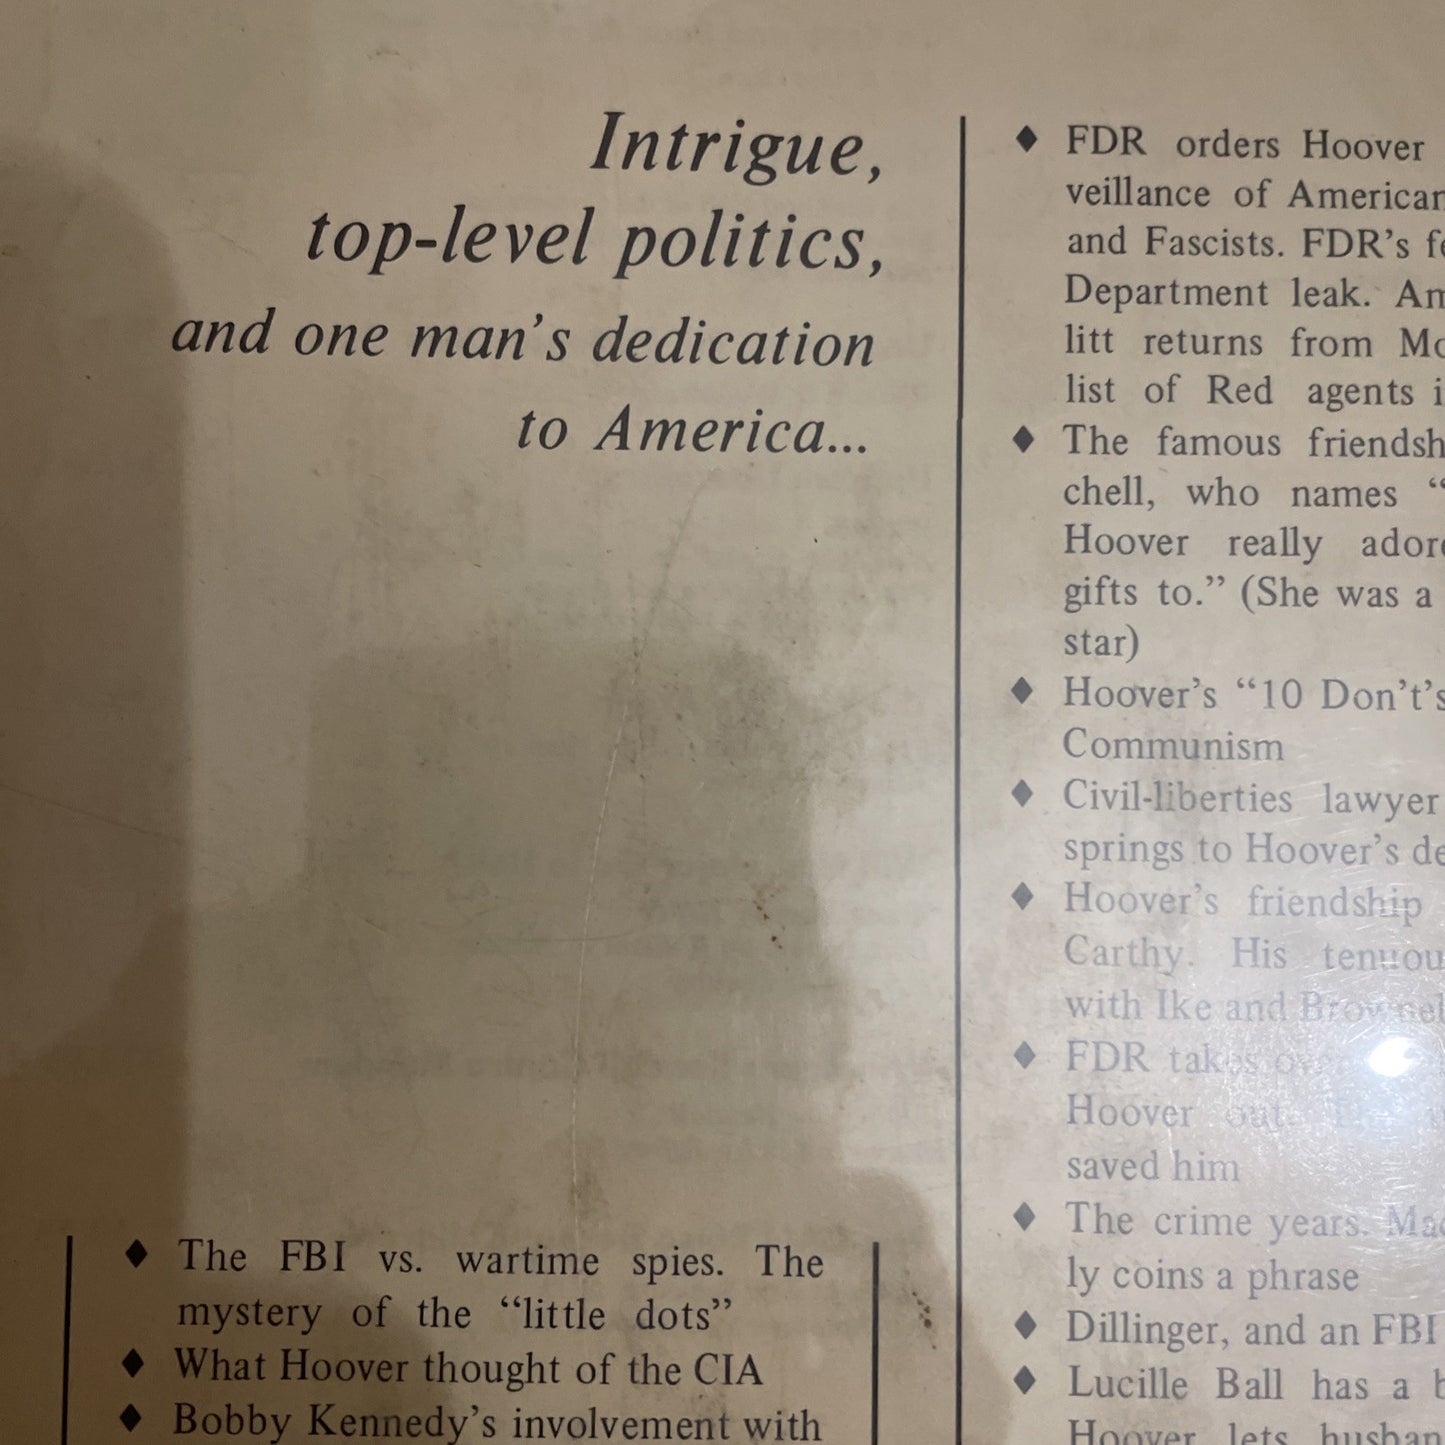 Intrigue,
top-level politics,
and one man's dedication
to America...
The FBI vs. wartime spies. The
mystery of the "little dots"
What Hoover thought of the CIA
Bobby Kennedy's involvement with
FDR orders Hoover
veillance of American
and Fascists. FDR's
Department leak.
litt returns from
list of Red agents
The famous
chell, who names "
Hoover really
gifts to." (She was a
star)
Hoover's "10 Don't's
Communism
Civil-liberties lawyer
springs to Hoover's
Hoover's friendship
Carthy. His
with Ike and
FDR
Hoover out.
saved him
The crime years.
ly coins a phrase
Dillinger, and an FBI
Lucille Ball has a
Hoover lets